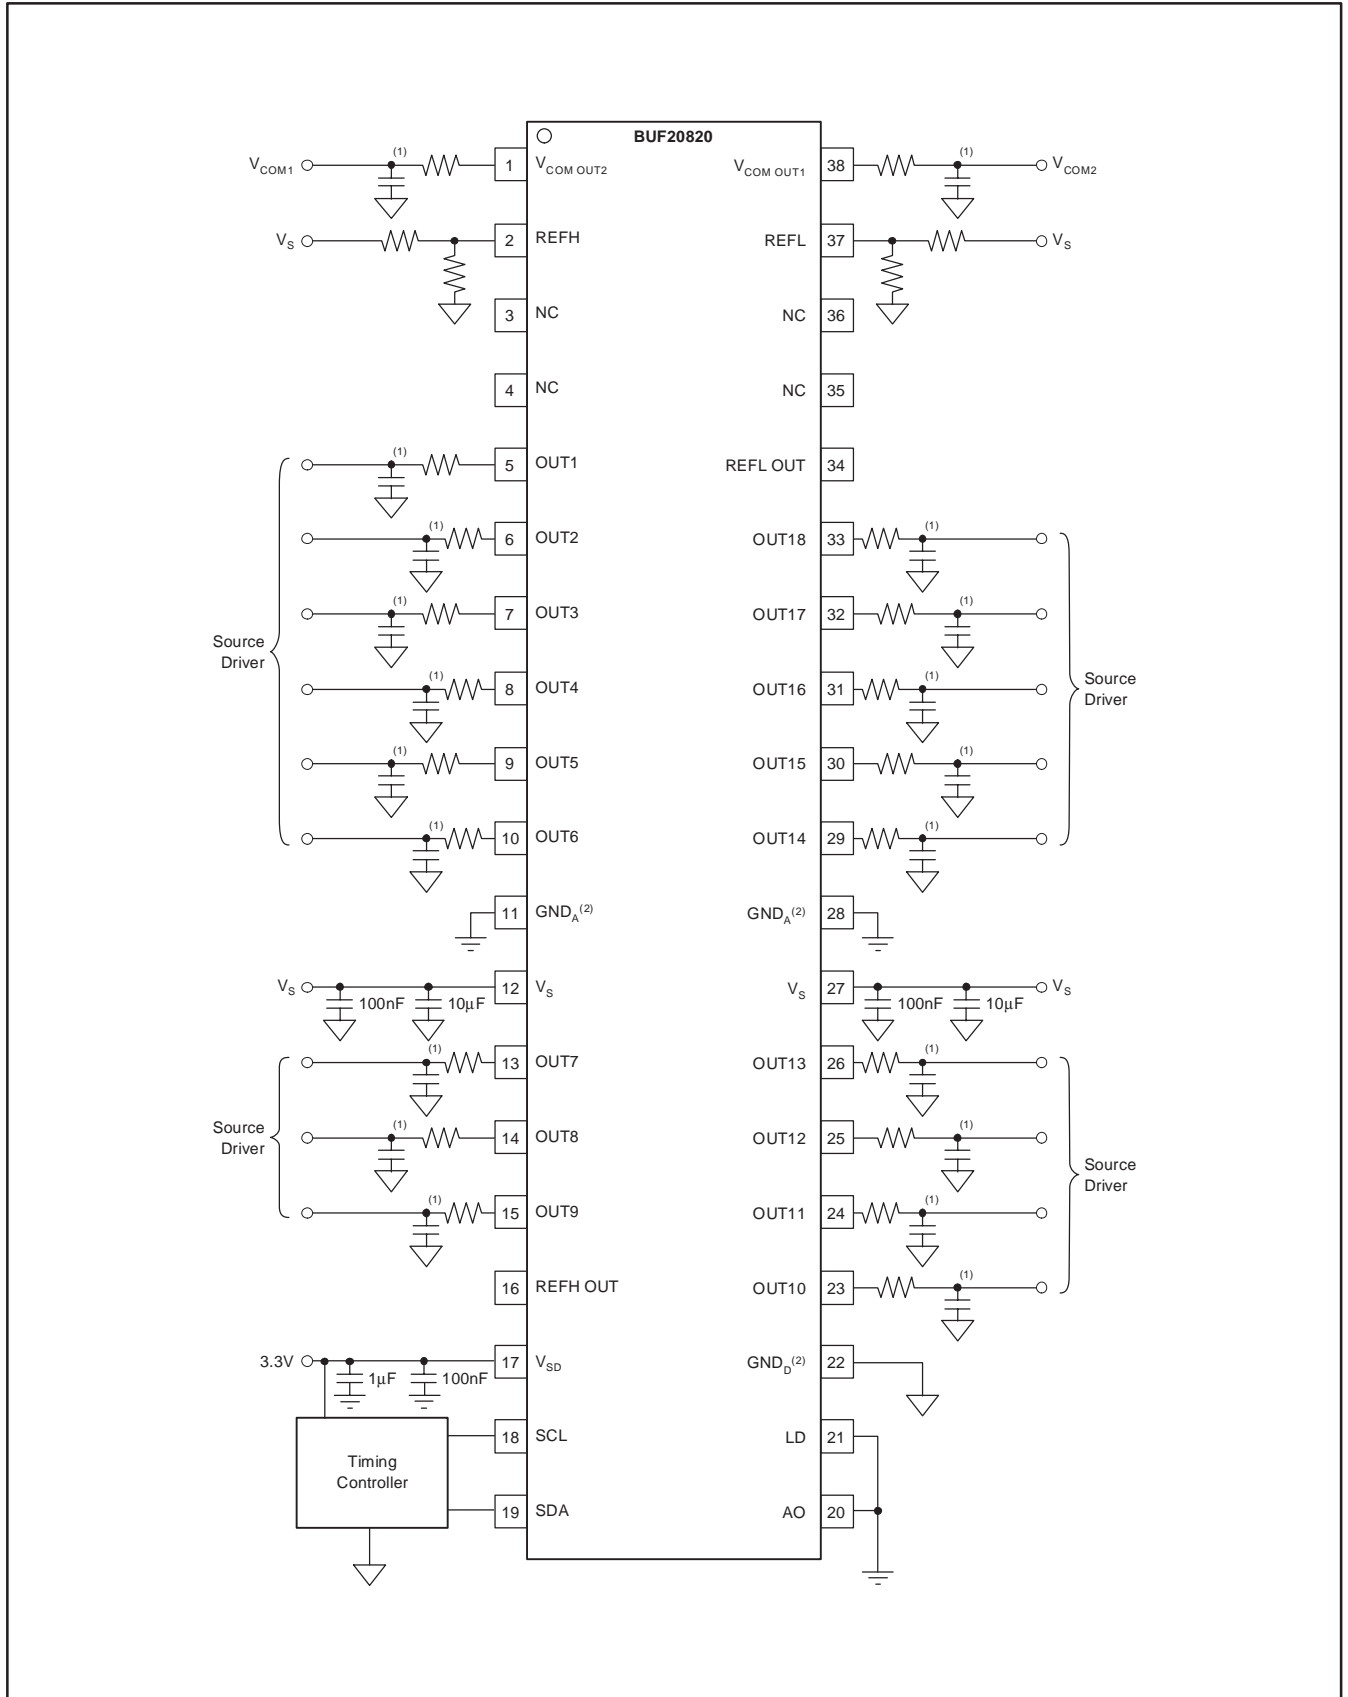 BUF20820
V_COM1 (1) 1 V_COM OUT2 V_COM OUT1 38 (1) V_COM2
V_S 2 REFH REFL 37 V_S
3 NC NC 36
4 NC NC 35
(1) 5 OUT1 REFL OUT 34
(1) 6 OUT2 OUT18 33 (1)
(1) 7 OUT3 OUT17 32 (1)
Source
Driver
(1) 8 OUT4 OUT16 31 (1)
Source
Driver
(1) 9 OUT5 OUT15 30 (1)
(1) 10 OUT6 OUT14 29 (1)
11 GND_A(2) GND_A(2) 28
V_S 100nF 10μF 12 V_S V_S 27 100nF 10μF V_S
(1) 13 OUT7 OUT13 26 (1)
Source
Driver
(1) 14 OUT8 OUT12 25 (1)
Source
Driver
(1) 15 OUT9 OUT11 24 (1)
16 REFH OUT OUT10 23 (1)
3.3V 1μF 100nF 17 V_SD GND_D(2) 22
18 SCL LD 21
Timing
Controller
19 SDA AO 20